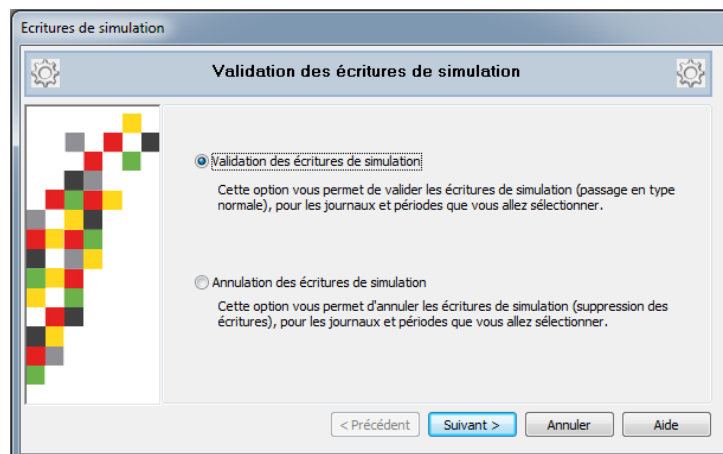 Ecritures de simulation
Validation des écritures de simulation
Validation des écritures de simulation
Cette option vous permet de valider les écritures de simulation (passage en type
normale), pour les journaux et périodes que vous allez sélectionner.
Annulation des écritures de simulation
Cette option vous permet d'annuler les écritures de simulation (suppression des
écritures), pour les journaux et périodes que vous allez sélectionner.
< Précédent Suivant > Annuler Aide